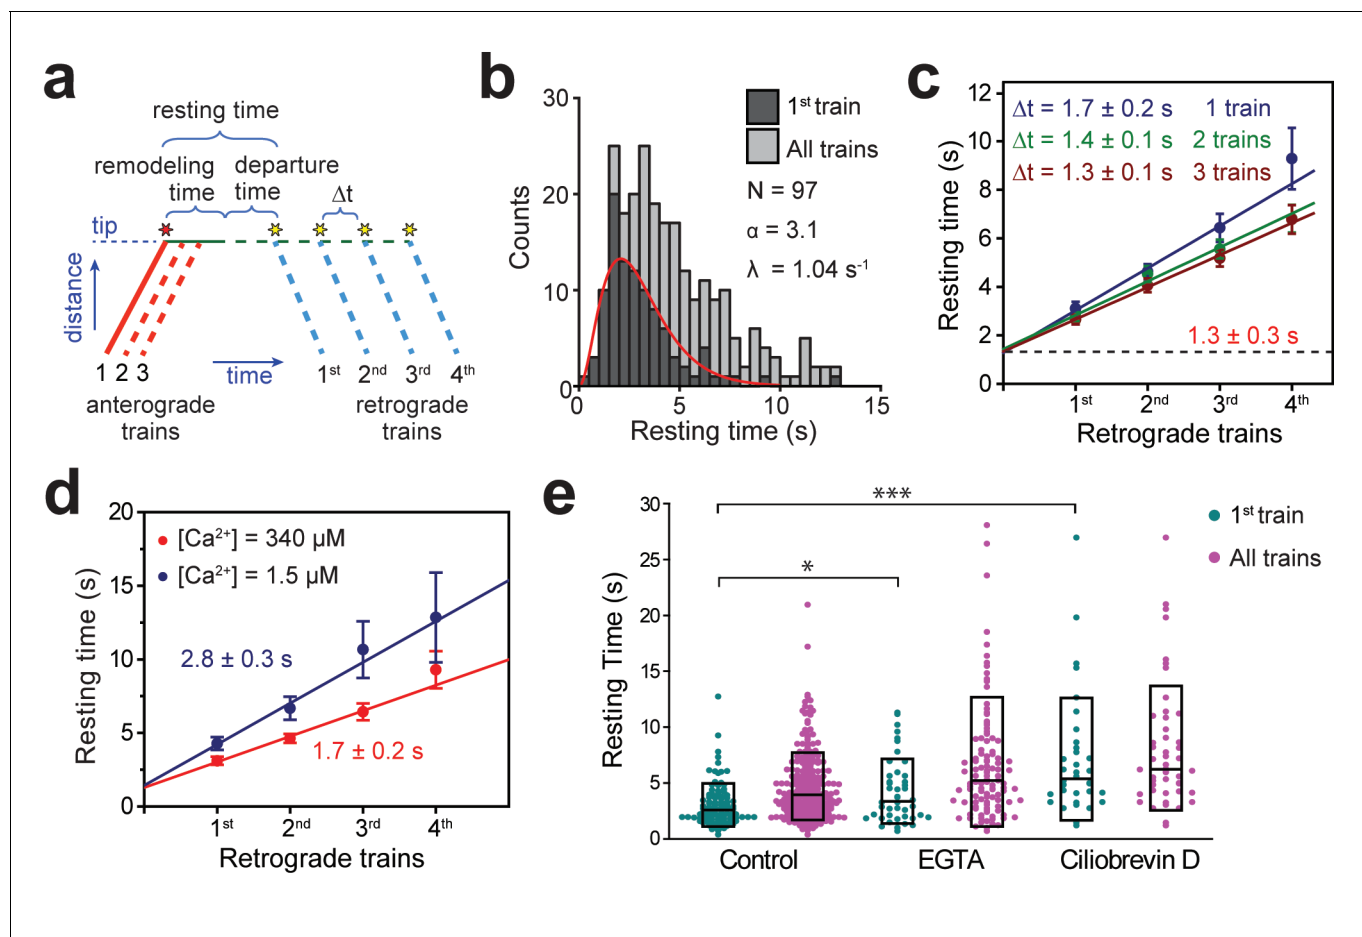 a
resting time
remodeling
time
departure
time
Δt
tip
distance
1 2 3
time
1st 2nd 3rd 4th
anterograde
trains
retrograde
trains
b
30
20
10
0
Counts
1st train
All trains
N = 97
α = 3.1
λ = 1.04 s-1
0 5 10 15
Resting time (s)
c
12
10
8
6
4
2
0
Resting time (s)
Δt = 1.7 ± 0.2 s 1 train
Δt = 1.4 ± 0.1 s 2 trains
Δt = 1.3 ± 0.1 s 3 trains
1.3 ± 0.3 s
1st 2nd 3rd 4th
Retrograde trains
d
20
15
10
5
0
Resting time (s)
[Ca2+] = 340 μM
[Ca2+] = 1.5 μM
2.8 ± 0.3 s
1.7 ± 0.2 s
1st 2nd 3rd 4th
Retrograde trains
e
30
25
20
15
10
5
0
Resting Time (s)
***
*
1st train
All trains
Control EGTA Ciliobrevin D